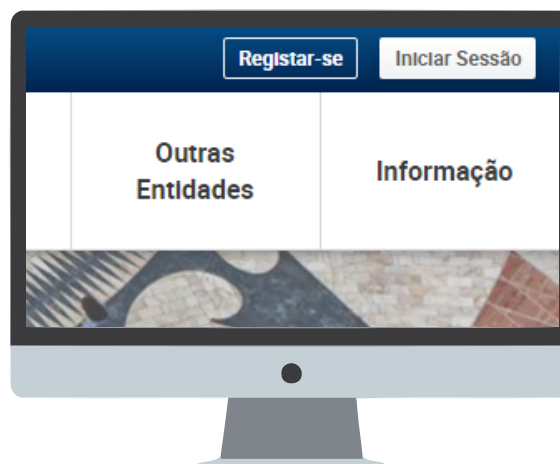 Registar-se
Iniciar Sessão
Outras
Entidades
Informação